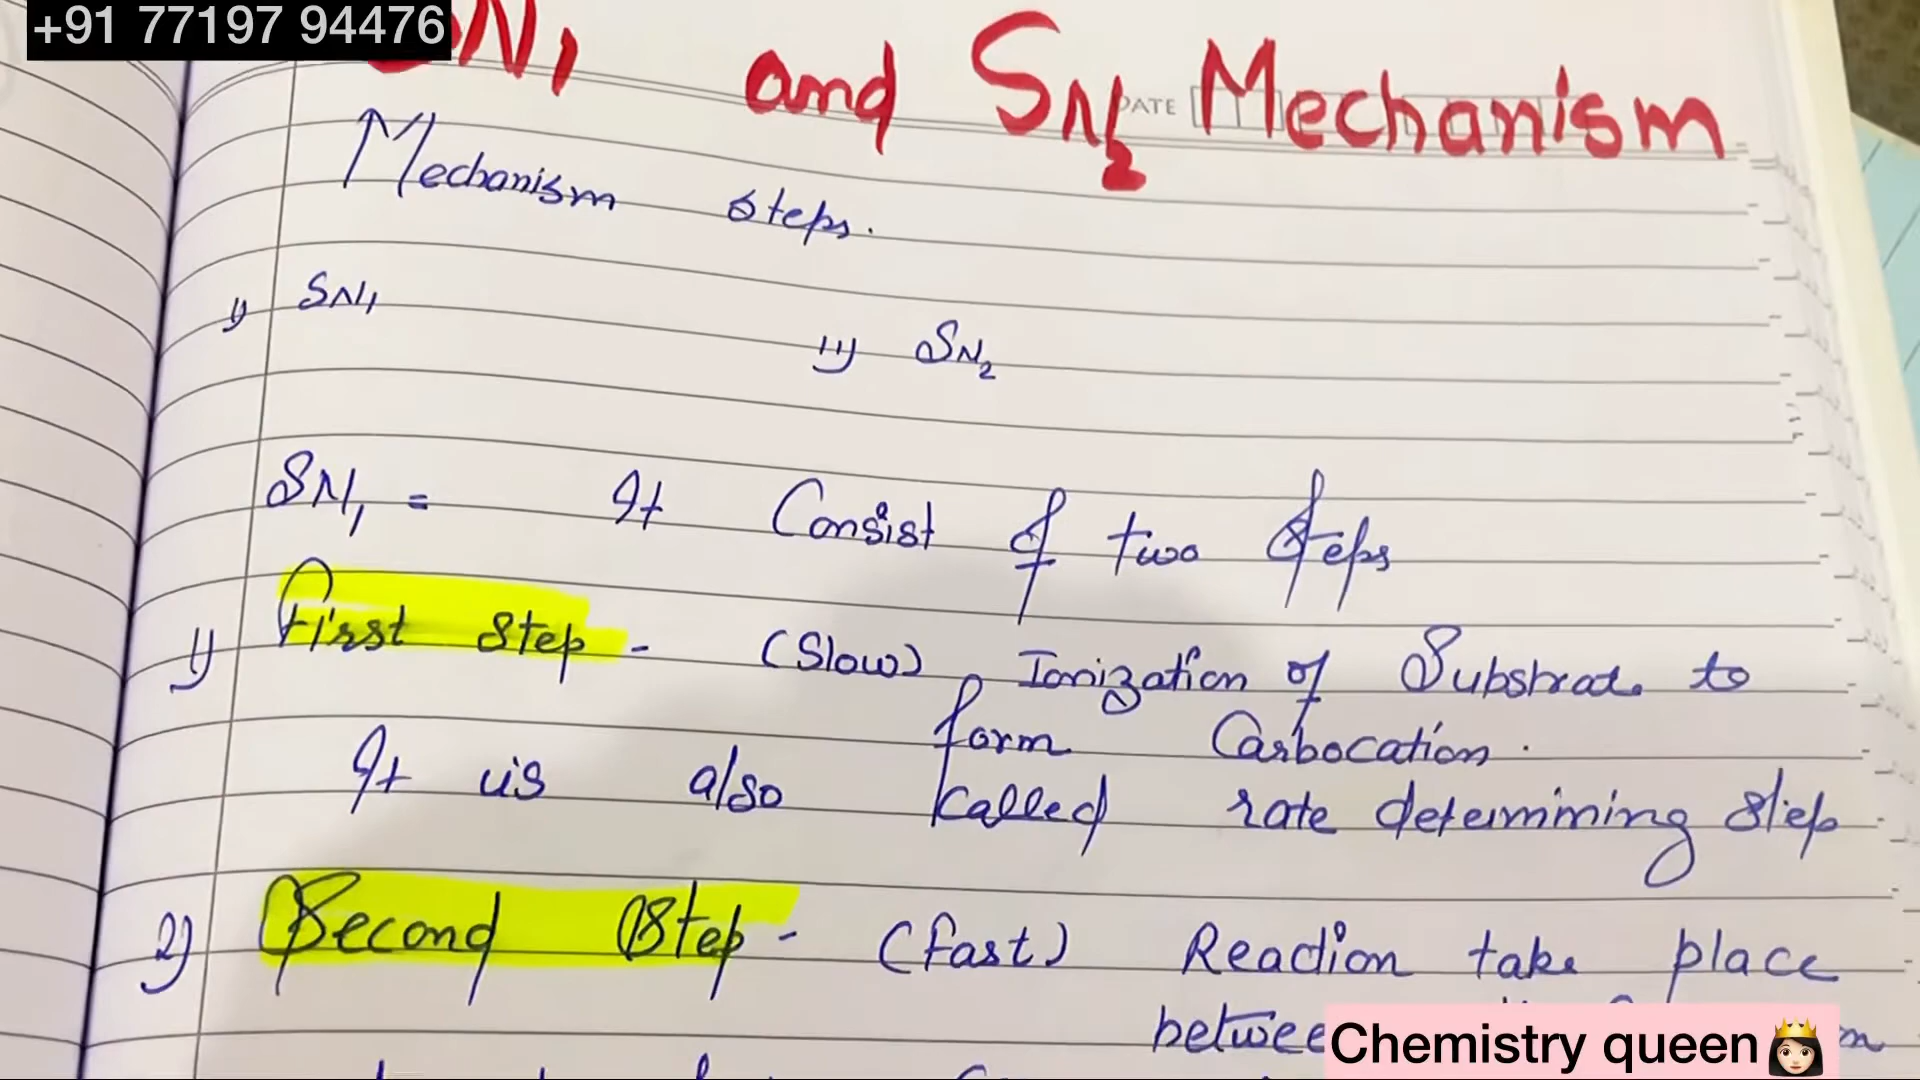 +91 77197 94476
SN1 and SN2 Mechanism
DATE
Mechanism steps.
i) SN1
ii) SN2
SN1 = It Consist of two Steps
1) First step - (Slow) Ionization of Substrate to
form Carbocation.
It is also called rate determining step
2) Second Step - (fast) Reaction take place
Chemistry queen👸🏻